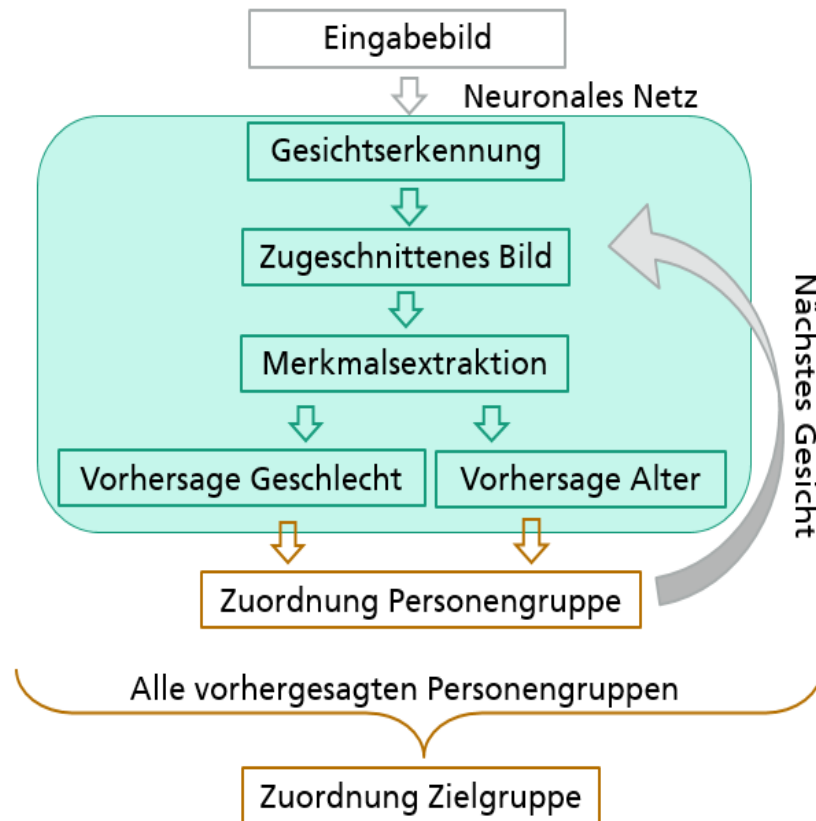 Eingabebild
Neuronales Netz
Gesichtserkennung
Zugeschnittenes Bild
Merkmalsextraktion
Vorhersage Geschlecht
Vorhersage Alter
Nächstes Gesicht
Zuordnung Personengruppe
Alle vorhergesagten Personengruppen
Zuordnung Zielgruppe